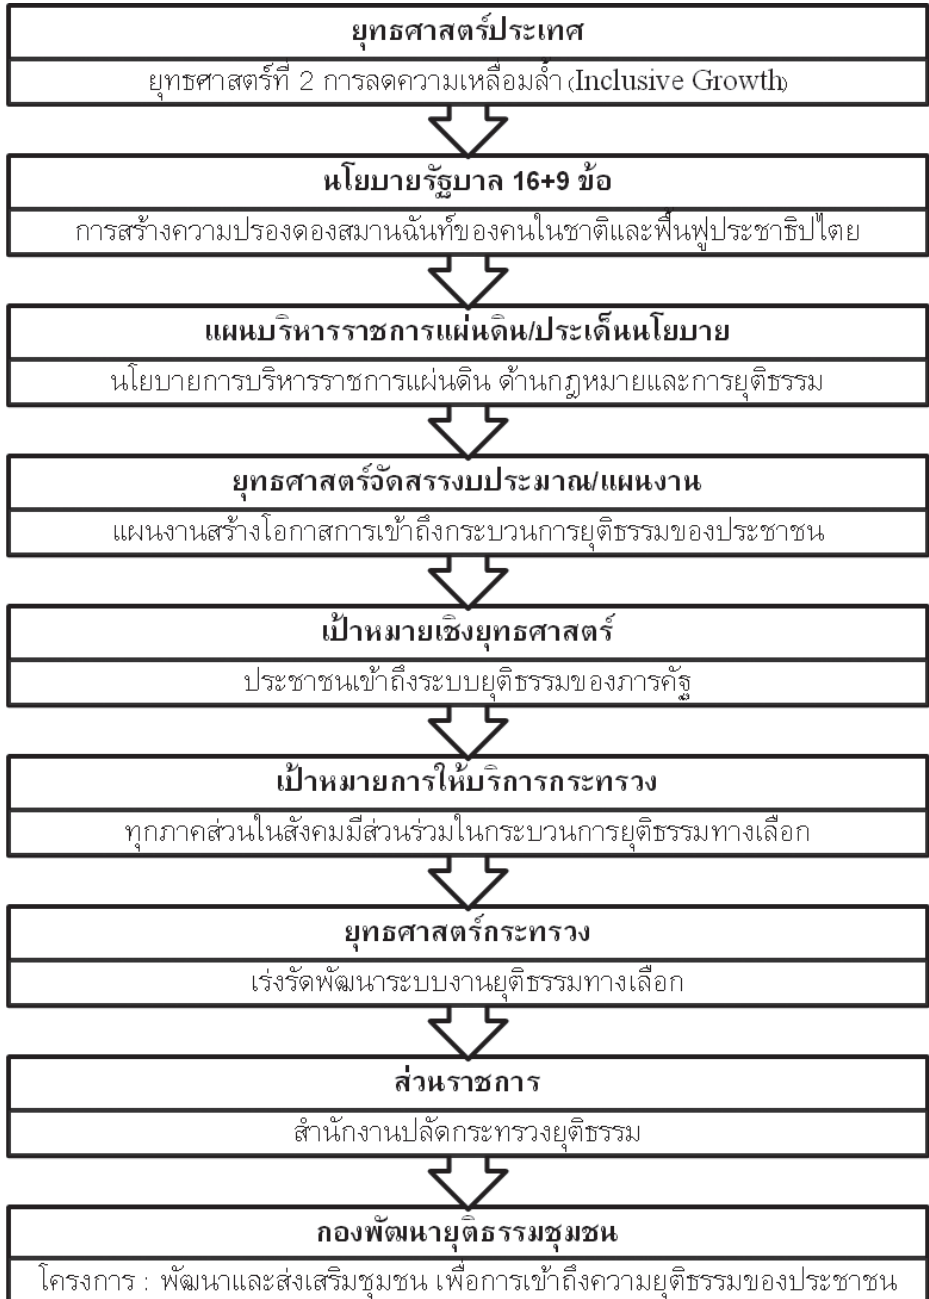 ยุทธศาสตร์ประเทศ
ยุทธศาสตร์ที่ 2 การลดความเหลื่อมล้ำ (Inclusive Growth)
นโยบายรัฐบาล 16+9 ข้อ
การสร้างความปรองดองสมานฉันท์ของคนในชาติและฟื้นฟูประชาธิปไตย
แผนบริหารราชการแผ่นดิน/ประเด็นนโยบาย
นโยบายการบริหารราชการแผ่นดิน ด้านกฎหมายและการยุติธรรม
ยุทธศาสตร์จัดสรรงบประมาณ/แผนงาน
แผนงานสร้างโอกาสการเข้าถึงกระบวนการยุติธรรมของประชาชน
เป้าหมายเชิงยุทธศาสตร์
ประชาชนเข้าถึงระบบยุติธรรมของภารคัฐ
เป้าหมายการให้บริการกระทรวง
ทุกภาคส่วนในสังคมมีส่วนร่วมในกระบวนการยุติธรรมทางเลือก
ยุทธศาสตร์กระทรวง
เร่งรัดพัฒนาระบบงานยุติธรรมทางเลือก
ส่วนราชการ
สำนักงานปลัดกระทรวงยุติธรรม
กองพัฒนายุติธรรมชุมชน
โครงการ : พัฒนาและส่งเสริมชุมชน เพื่อการเข้าถึงความยุติธรรมของประชาชน